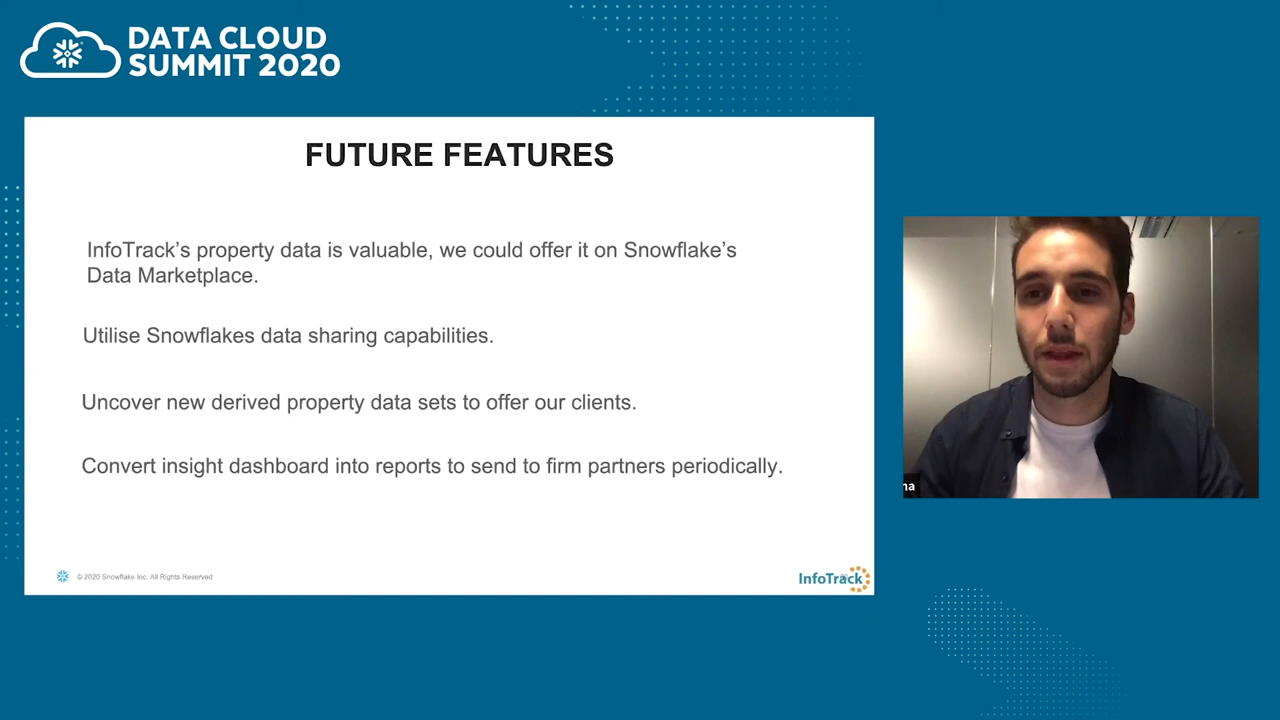 DATA CLOUD
SUMMIT 2020
FUTURE FEATURES
InfoTrack’s property data is valuable, we could offer it on Snowflake’s
Data Marketplace.
Utilise Snowflakes data sharing capabilities.
Uncover new derived property data sets to offer our clients.
Convert insight dashboard into reports to send to firm partners periodically.
© 2020 Snowflake Inc. All Rights Reserved
InfoTrack
na